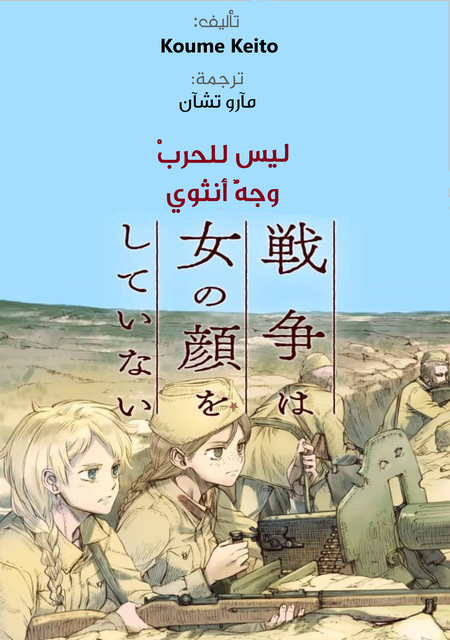 تأليف:
Koume Keito
ترجمة:
مآرو تشآن
ليس للحربْ
وجهٌ أنثوي
戦争は
女の顔を
していない